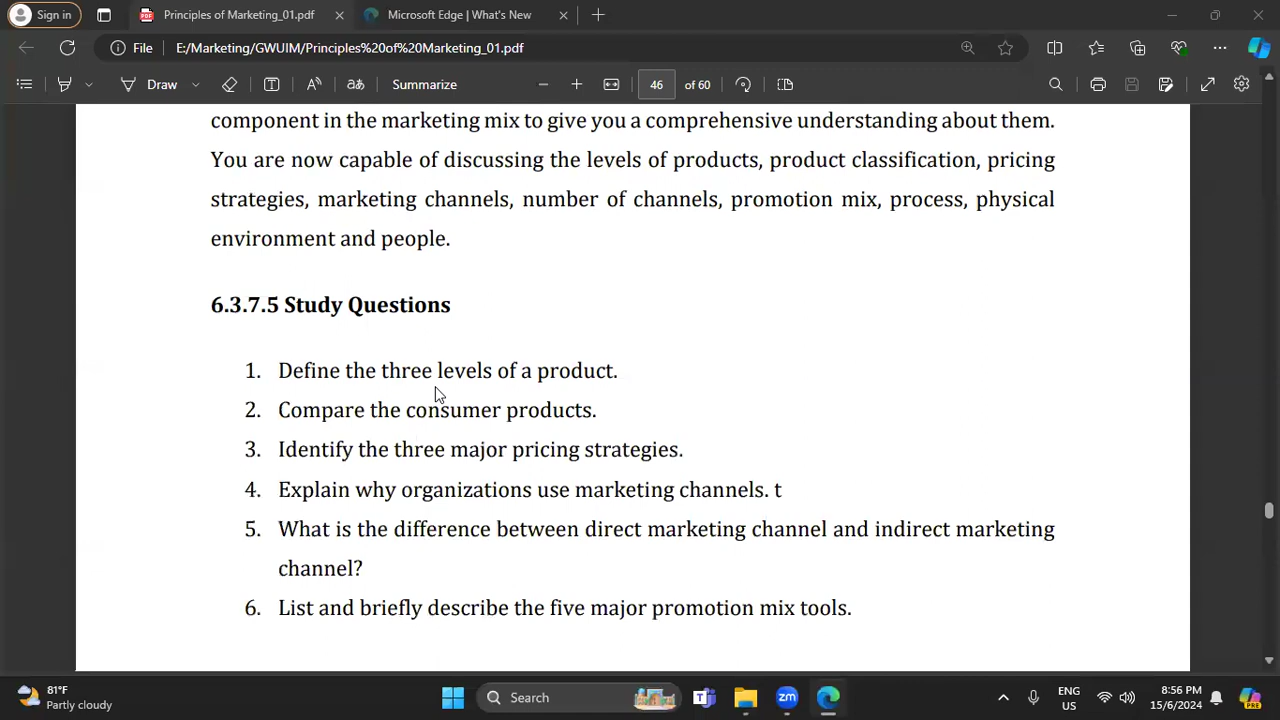 Sign in
Principles of Marketing_01.pdf
Microsoft Edge | What's New
File
E:/Marketing/GWUIM/Principles%20of%20Marketing_01.pdf
Draw
aあ
Summarize
46
of 60
component in the marketing mix to give you a comprehensive understanding about them.
You are now capable of discussing the levels of products, product classification, pricing
strategies, marketing channels, number of channels, promotion mix, process, physical
environment and people.
6.3.7.5 Study Questions
1. Define the three levels of a product.
2. Compare the consumer products.
3. Identify the three major pricing strategies.
4. Explain why organizations use marketing channels. t
5. What is the difference between direct marketing channel and indirect marketing
channel?
6. List and briefly describe the five major promotion mix tools.
81°F
Partly cloudy
Search
zm
ENG
US
8:56 PM
15/6/2024
PRE